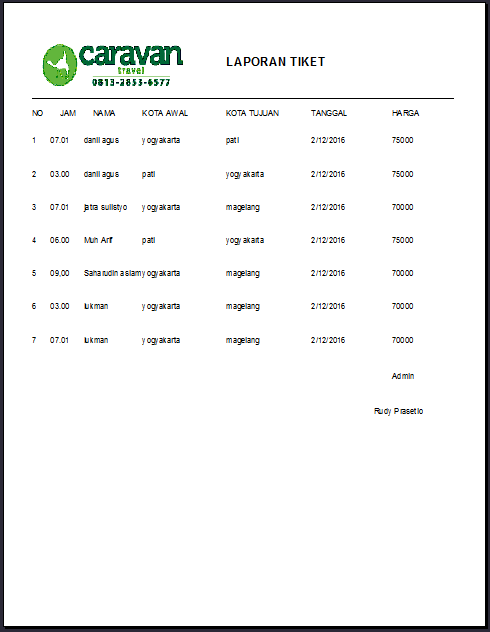 caravan
travel
0813-2853-6577
LAPORAN TIKET
NO JAM NAMA KOTA AWAL KOTA TUJUAN TANGGAL HARGA
1 07.01 danil agus yogyakarta pati 2/12/2016 75000
2 03.00 danil agus pati yogyakarta 2/12/2016 75000
3 07.01 jatra sulistyo yogyakarta magelang 2/12/2016 70000
4 06.00 Muh Arif pati yogyakarta 2/12/2016 75000
5 09,00 Saharudin aslam yogyakarta magelang 2/12/2016 70000
6 03.00 lukman yogyakarta magelang 2/12/2016 70000
7 07.01 lukman yogyakarta magelang 2/12/2016 70000
Admin
Rudy Prasetio